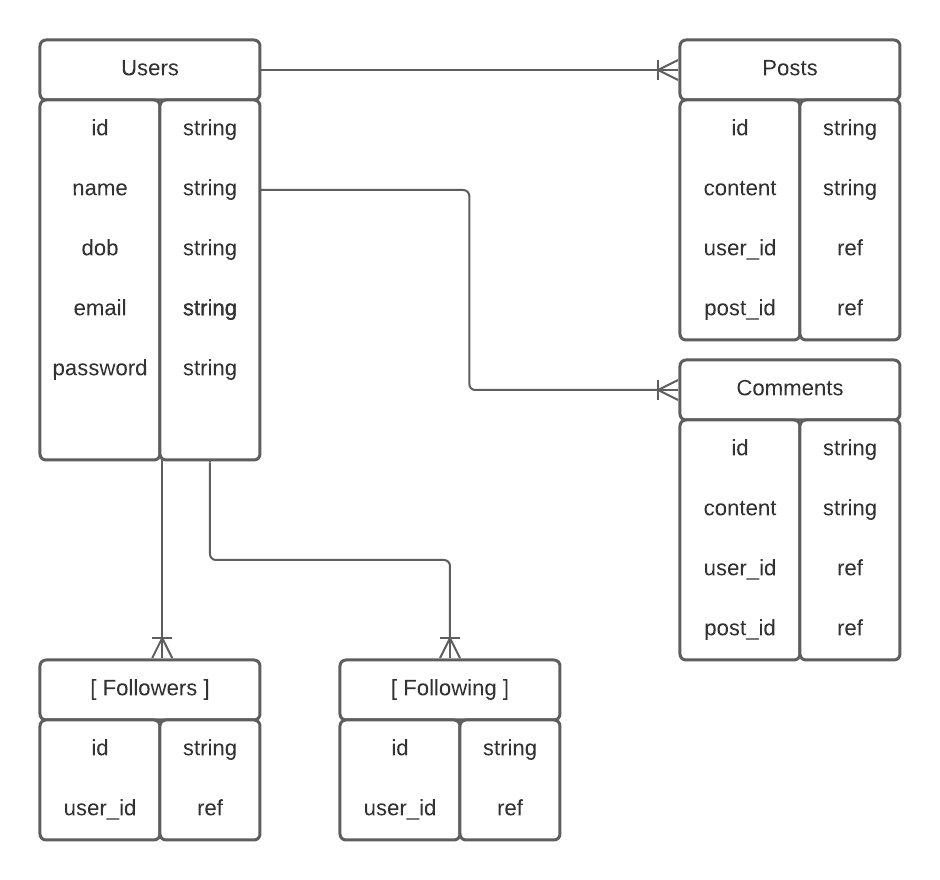 Users
id string
name string
dob string
email string
password string
Posts
id string
content string
user_id ref
post_id ref
Comments
id string
content string
user_id ref
post_id ref
[ Followers ]
id string
user_id ref
[ Following ]
id string
user_id ref